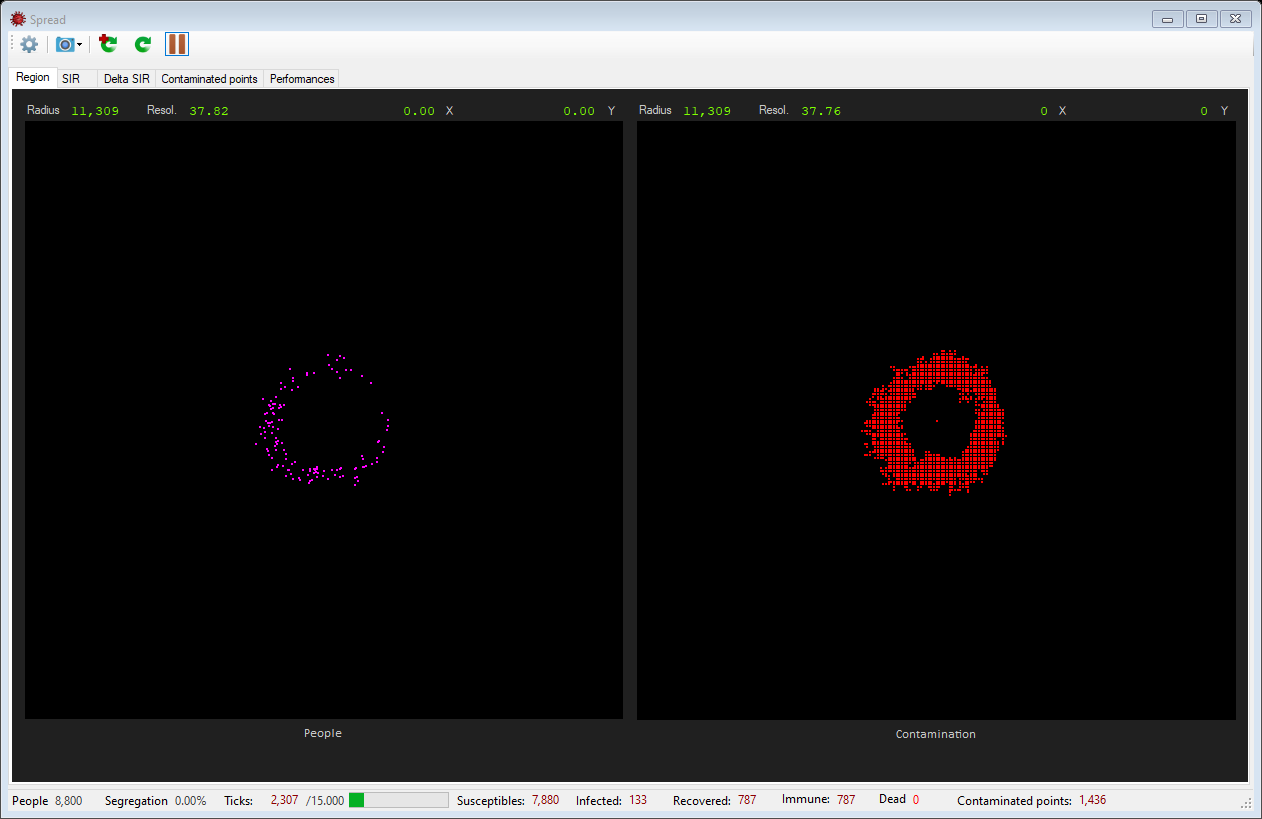 Spread
Region SIR Delta SIR Contaminated points Performances
Radius 11,309 Resol. 37.82 0.00 X 0.00 Y Radius 11,309 Resol. 37.76 0 X 0 Y
People Contamination
People 8,800 Segregation 0.00% Ticks: 2,307 /15.000 Susceptibles: 7,880 Infected: 133 Recovered: 787 Immune: 787 Dead 0 Contaminated points: 1,436